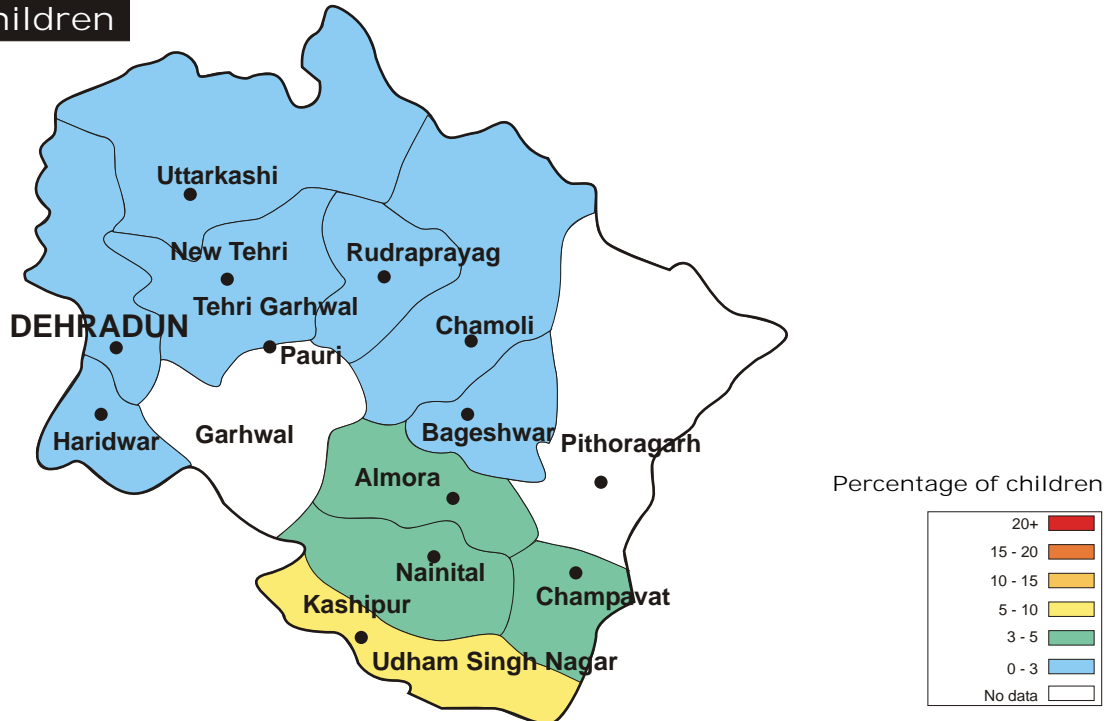 hildren
Uttarkashi
New Tehri
Rudraprayag
Tehri Garhwal
DEHRADUN
Chamoli
Pauri
Haridwar
Garhwal
Bageshwar
Pithoragarh
Almora
Nainital
Champavat
Kashipur
Udham Singh Nagar
Percentage of children
20+
15 - 20
10 - 15
5 - 10
3 - 5
0 - 3
No data